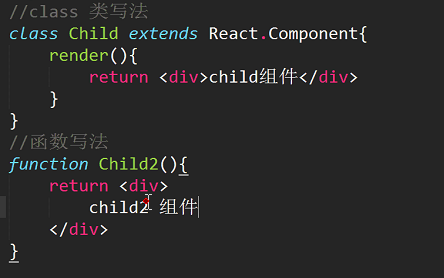 //class 类写法
class Child extends React.Component{
    render(){
        return <div>child组件</div>
    }
}
//函数写法
function Child2(){
    return <div>
        child2 组件
    </div>
}